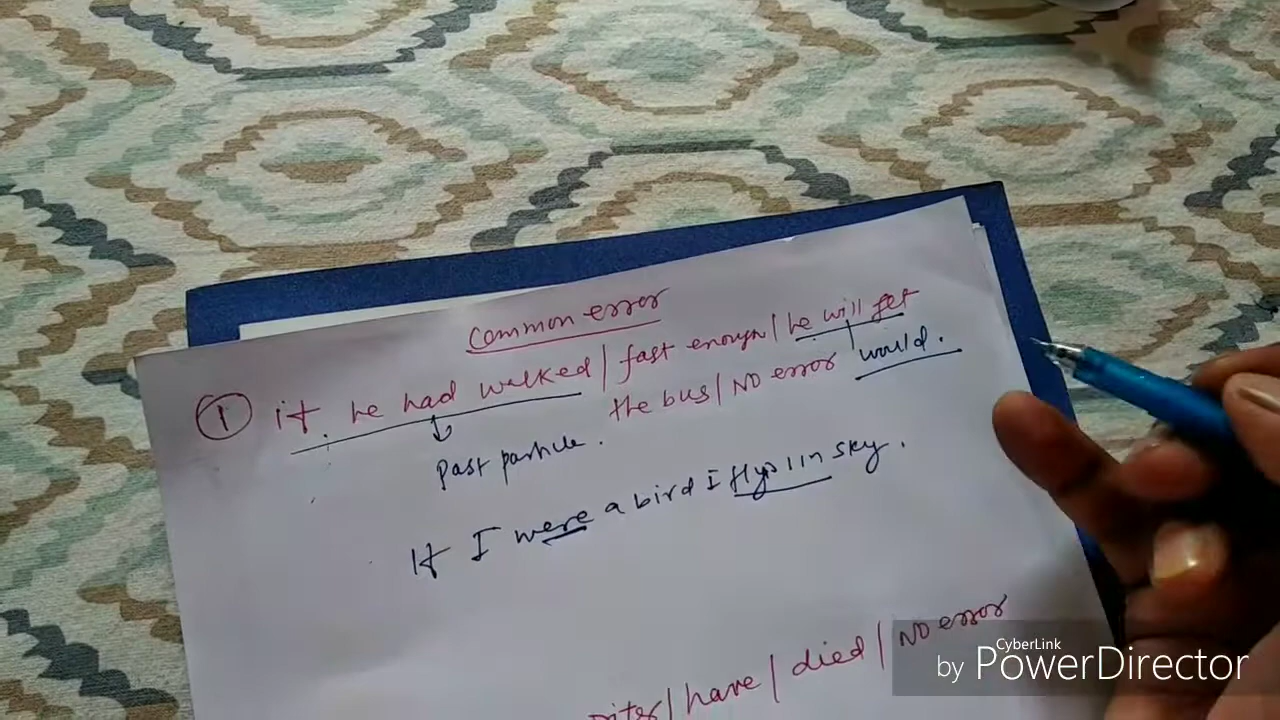 Common error
① if he had walked / fast enough / he will get
the bus / NO error would.
↓
Past particle.
If I were a bird I in sky.
/ have / died / NO error
CyberLink
by PowerDirector